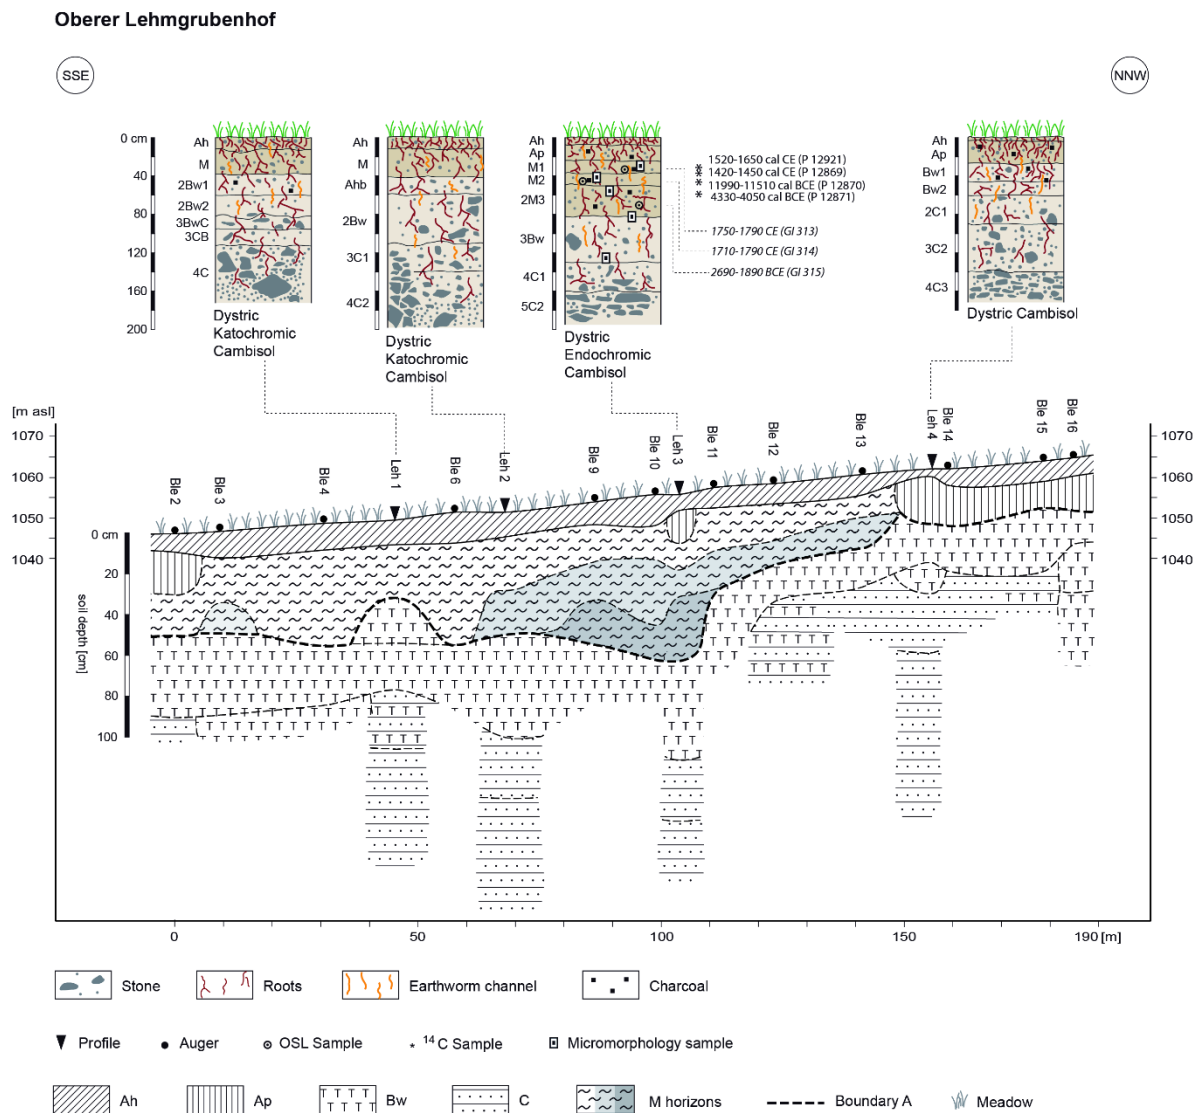 Oberer Lehmgrubenhof
SSE
NNW
0 cm
40
80
120
160
200
Ah
M
2Bw1
2Bw2
3BwC
3CB
4C
Dystric
Katochromic
Cambisol
Ah
M
Ahb
2Bw
3C1
4C2
Dystric
Katochromic
Cambisol
Ah
Ap
M1
M2
2M3
3Bw
4C1
5C2
Dystric
Endochromic
Cambisol
* 1520-1650 cal CE (P 12921)
* 1420-1450 cal CE (P 12869)
* 11990-11510 BCE (P 12870)
* 4330-4050 cal BCE (P 12871)
1750-1790 CE (GI 313)
1710-1790 CE (GI 314)
2690-1890 BCE (GI 315)
Ah
Ap
Bw1
Bw2
2C1
3C2
4C3
Dystric Cambisol
[m asl]
1070
1060
1050
1040
1070
1060
1050
1040
Ble 2
Ble 3
Ble 4
Leh 1
Ble 6
Leh 2
Ble 9
Ble 10
Leh 3
Ble 11
Ble 12
Ble 13
Leh 4
Ble 14
Ble 15
Ble 16
0 cm
20
40
60
80
100
soil depth [cm]
0 50 100 150 190 [m]
Stone Roots Earthworm channel Charcoal
Profile Auger OSL Sample * 14C Sample Micromorphology sample
Ah Ap Bw C M horizons Boundary A Meadow